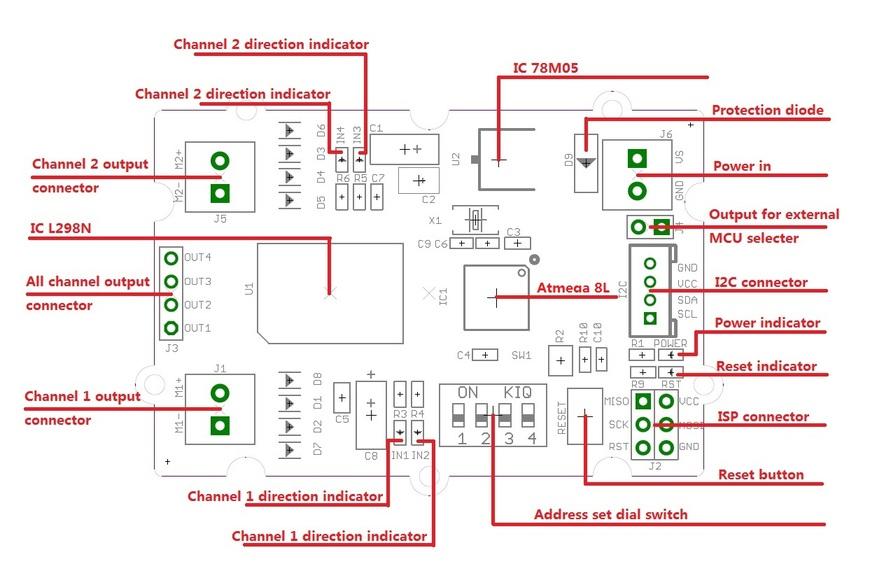 Channel 2 direction indicator
IC 78M05
Channel 2 direction indicator
Protection diode
Channel 2 output
connector
Power in
Output for external
MCU selecter
IC L298N
All channel output
connector
Atmega 8L
I2C connector
Power indicator
Reset indicator
Channel 1 output
connector
ISP connector
Reset button
Channel 1 direction indicator
Address set dial switch
Channel 1 direction indicator
M2+
M2-
J5
D6
D3
D4
D5
IN4
IN3
C1
R6 R5 C7
C2
U2
D9
J6
VS
GND
X1
C9 C6
C3
OUT4
OUT3
OUT2
OUT1
J3
U1
IC1
I2C
GND
VCC
SDA
SCL
C4
SW1
R2
R10
C10
R1 POWER
R9 RST
J1
M1+
M1-
D8
D1
D2
D7
C5
C8
R3 R4
IN1 IN2
ON KIQ
1 2 3 4
RESET
MISO VCC
SCK
RST GND
J2